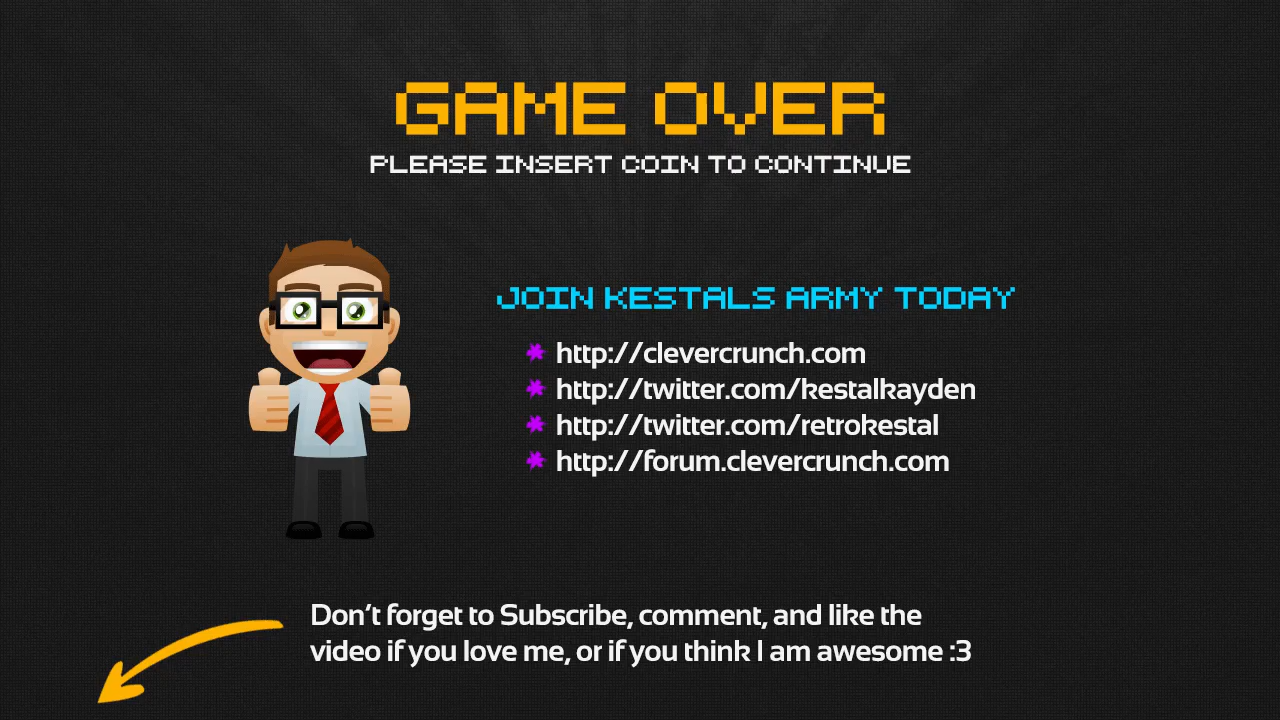 GAME OVER
PLEASE INSERT COIN TO CONTINUE
JOIN KESTALS ARMY TODAY
http://clevercrunch.com
http://twitter.com/kestalkayden
http://twitter.com/retrokestal
http://forum.clevercrunch.com
Don't forget to Subscribe, comment, and like the
video if you love me, or if you think I am awesome :3